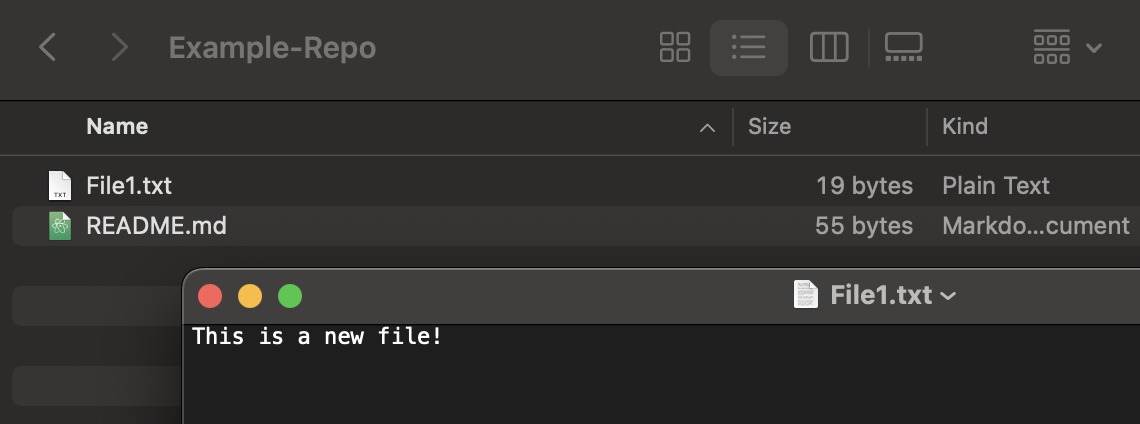 Example-Repo
Name Size Kind
TXT
File1.txt 19 bytes Plain Text
README.md 55 bytes Markdo...cument
File1.txt
This is a new file!